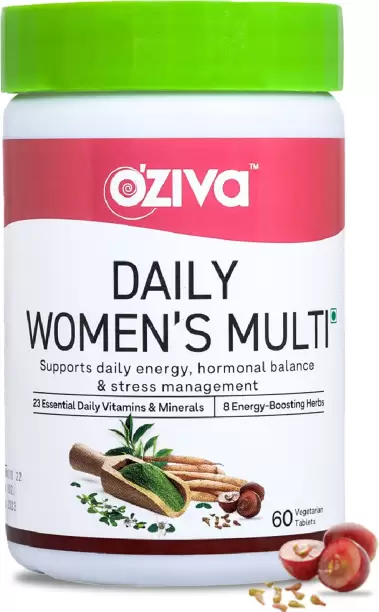 OZIVA™
DAILY
WOMEN'S MULTI
Supports daily energy, hormonal balance
& stress management
23 Essential Daily Vitamins & Minerals | 8 Energy-Boosting Herbs
60 Vegetarian
Tablets